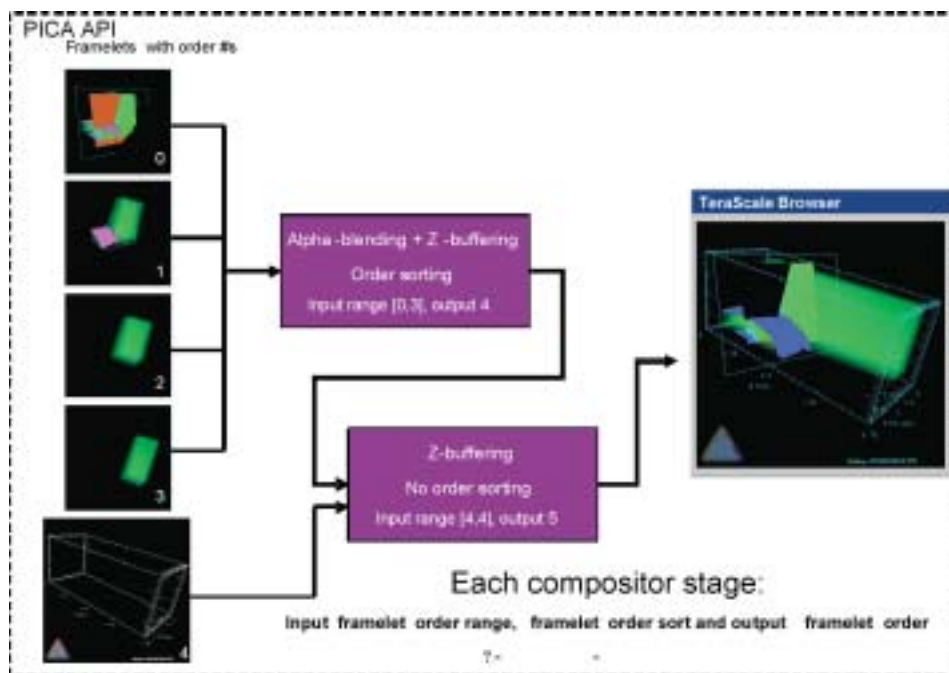 PICA API
Framelets with order #s
0
1
2
3
4
Alpha-blending + Z-buffering
Order sorting
Input range [0,3], output 4
Z-buffering
No order sorting
Input range [4,4], output 5
TeraScale Browser
Each compositor stage:
Input framelet order range, framelet order sort and output framelet order